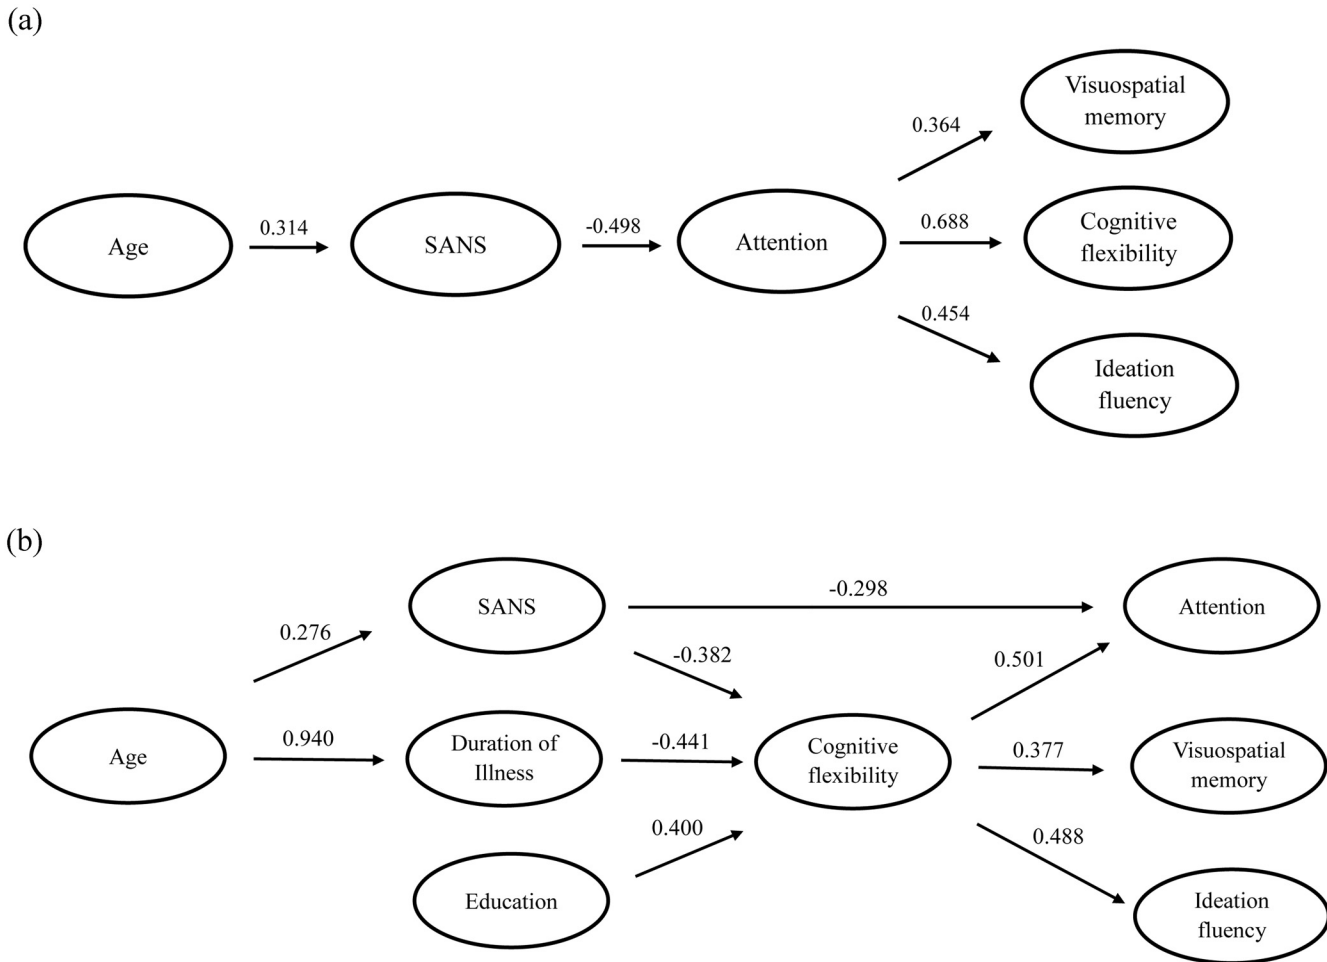 (a)
Visuospatial
memory
0.364
Age
0.314
SANS
-0.498
Attention
0.688
Cognitive
flexibility
0.454
Ideation
fluency
(b)
SANS
-0.298
Attention
0.276
-0.382
0.501
Age
0.940
Duration of
Illness
-0.441
Cognitive
flexibility
0.377
Visuospatial
memory
0.400
0.488
Education
Ideation
fluency